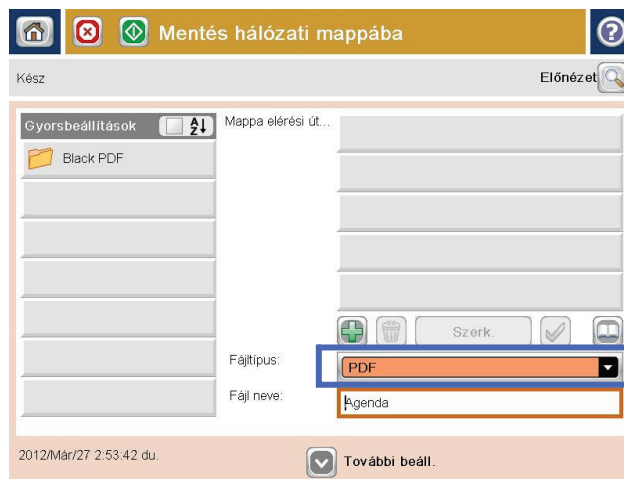 Mentés hálózati mappába
Kész
Előnézet
Gyorsbeállítások
Mappa elérési út...
Black PDF
Szerk.
Fájltípus:
PDF
Fájl neve:
Agenda
2012/Már/27 2:53:42 du.
További beáll.